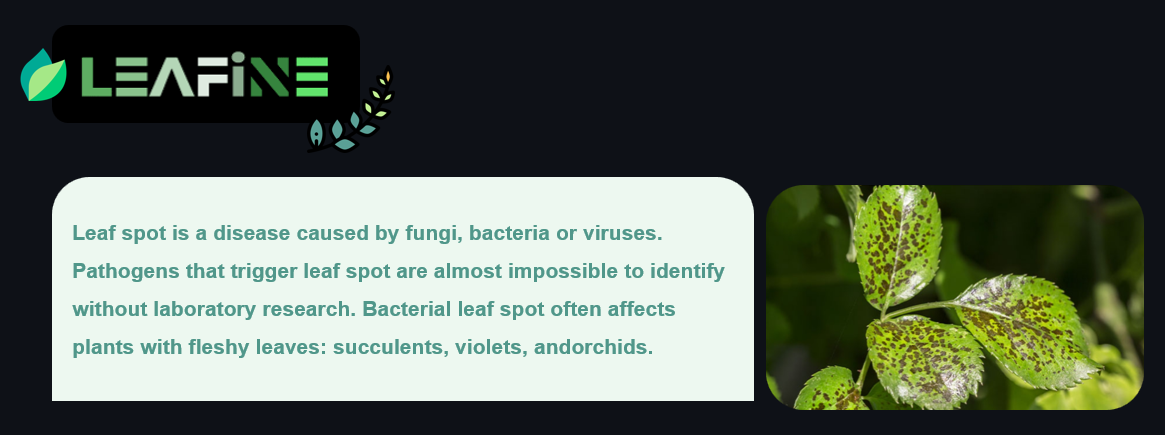 LEAFiNE
Leaf spot is a disease caused by fungi, bacteria or viruses.
Pathogens that trigger leaf spot are almost impossible to identify
without laboratory research. Bacterial leaf spot often affects
plants with fleshy leaves: succulents, violets, andorchids.